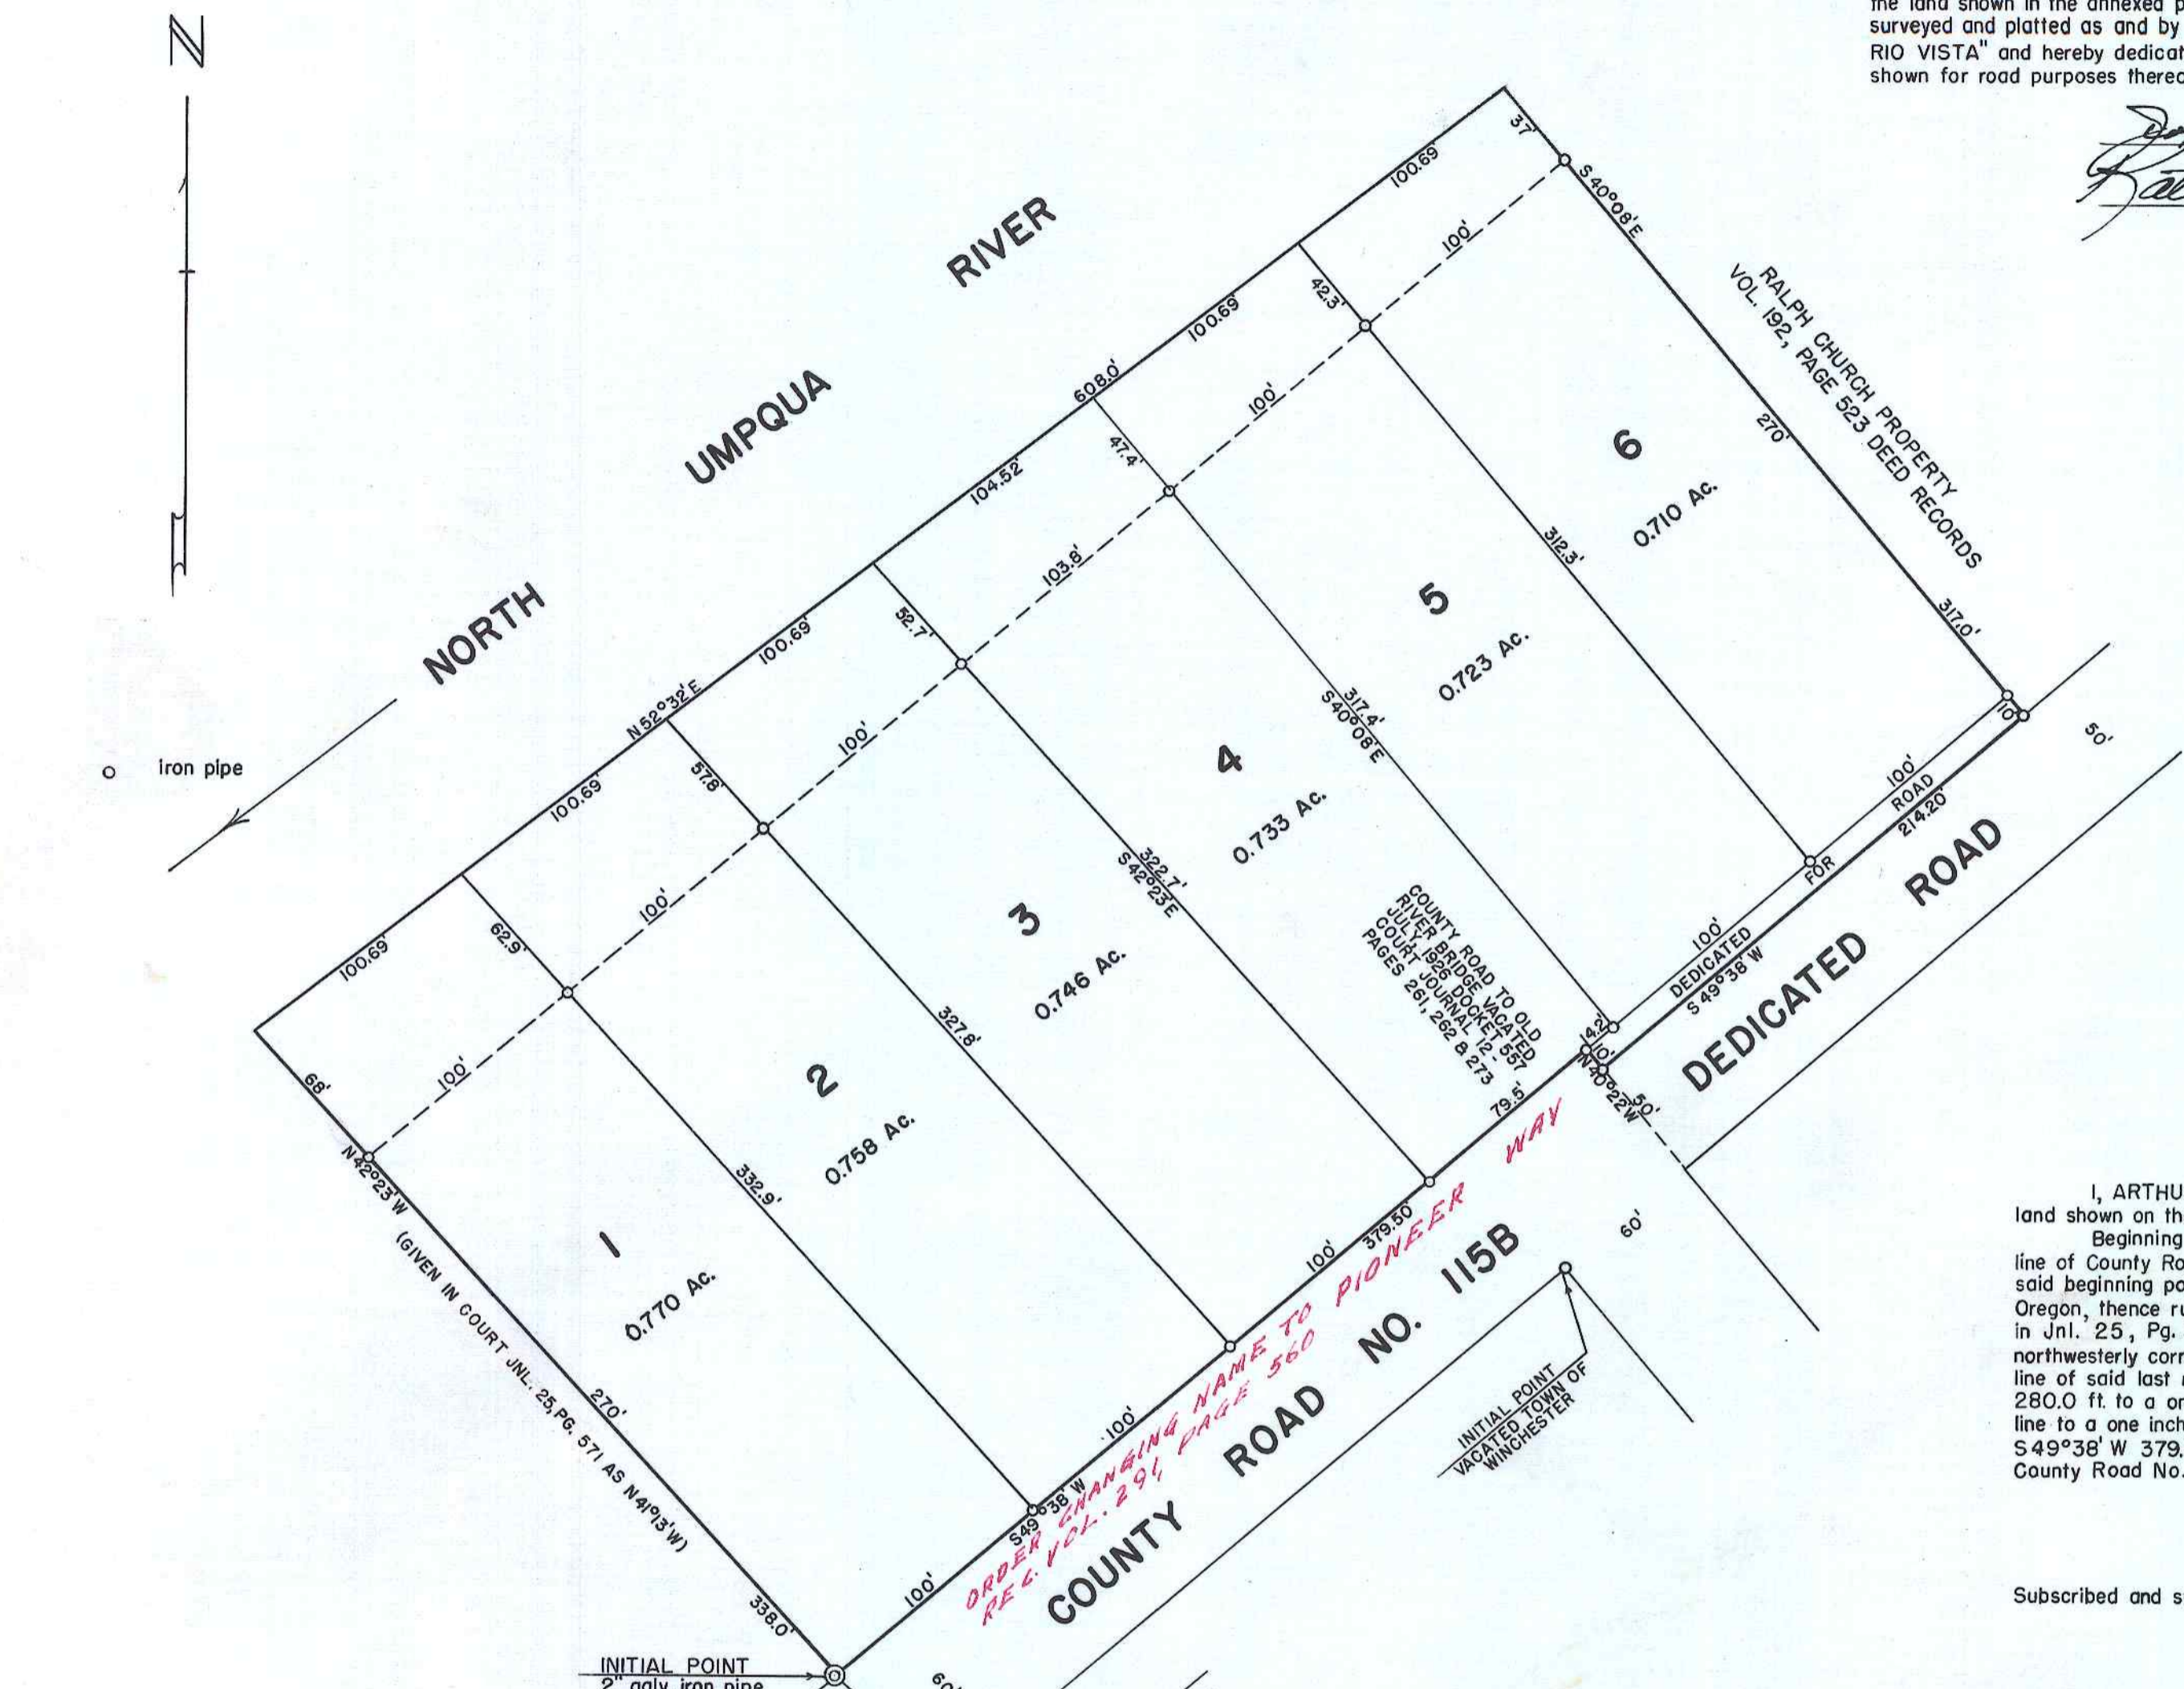 N
the land shown in the annexed
surveyed and platted as and by
RIO VISTA" and hereby dedicat
shown for road purposes thereo
NORTH UMPQUA RIVER
iron pipe
N 52°32' E
608.0'
100.69'
100.69'
100.69'
104.52'
100.69'
100.69'
37'
42.3'
47.4'
52.7'
57.8'
62.9'
68'
100'
100'
100'
103.8'
100'
100'
S 40°08' E
RALPH CHURCH PROPERTY
VOL. 192, PAGE 523 DEED RECORDS
270'
317.0'
10'
50'
6
0.710 Ac.
312.3'
5
0.723 Ac.
317.4'
S 40°08' E
4
0.733 Ac.
322.7'
S 42°23' E
3
0.746 Ac.
327.8'
2
0.758 Ac.
332.9'
1
0.770 Ac.
N 42°23' W
(GIVEN IN COURT JNL. 25, PG. 571 AS N 41°13' W)
270'
338.0'
COUNTY ROAD TO OLD
RIVER BRIDGE VACATED
JULY, 1926 DOCKET 557
COURT JOURNAL 12 -
PAGES 261, 262 & 273
100'
100'
DEDICATED FOR ROAD
S 49°38' W
214.20'
14.2'
10'
N 40°22' W
50'
DEDICATED ROAD
79.5'
379.50'
100'
100'
S 49°38' W
100'
ORDER CHANGING NAME TO PIONEER WAY
REC. VOL. 291, PAGE 560
COUNTY ROAD NO. 115B
60'
INITIAL POINT
VACATED TOWN OF
WINCHESTER
INITIAL POINT
2" galv. iron pipe
60'
I, ARTHU
land shown on th
Beginning
line of County Ro
said beginning po
Oregon, thence ru
in Jnl. 25, Pg.
northwesterly corn
line of said last
280.0 ft. to a on
line to a one inch
S 49°38' W 379.
County Road No.
Subscribed and s